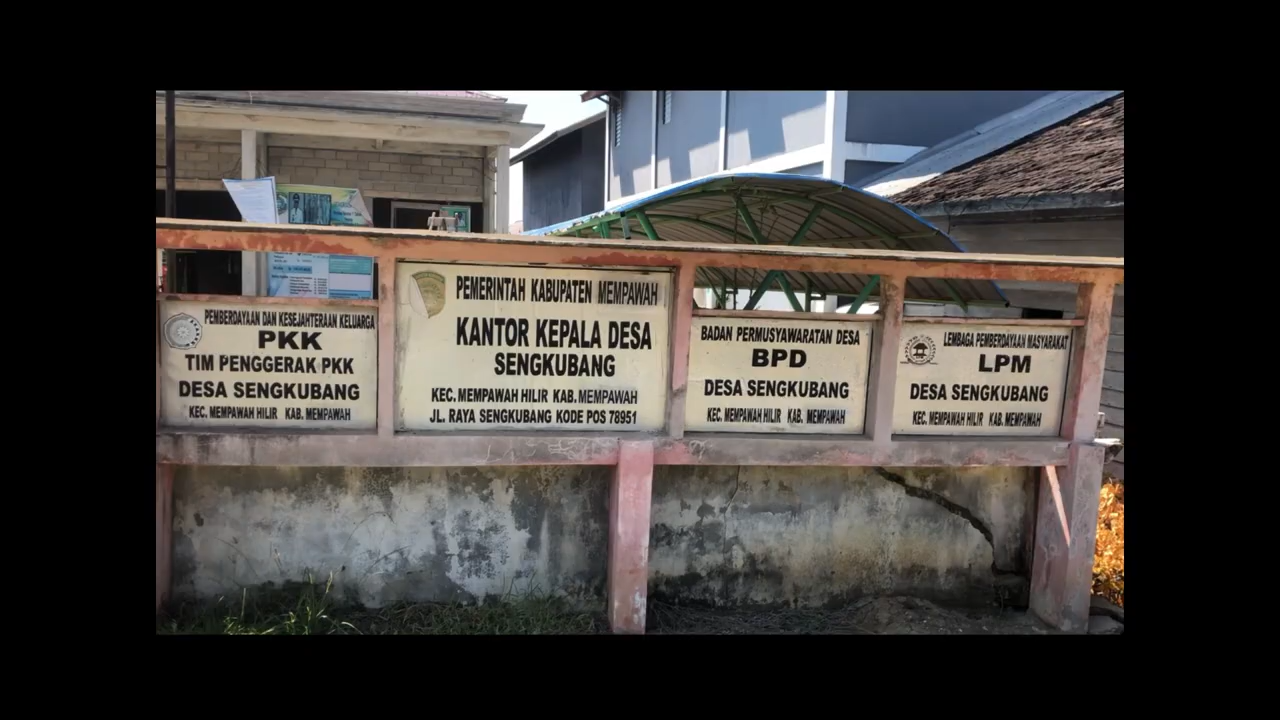 PEMBERDAYAAN DAN KESEJAHTERAAN KELUARGA
PKK
TIM PENGGERAK PKK
DESA SENGKUBANG
KEC. MEMPAWAH HILIR KAB. MEMPAWAH
PEMERINTAH KABUPATEN MEMPAWAH
KANTOR KEPALA DESA
SENGKUBANG
KEC. MEMPAWAH HILIR KAB. MEMPAWAH
JL. RAYA SENGKUBANG KODE POS 78951
BADAN PERMUSYAWARATAN DESA
BPD
DESA SENGKUBANG
KEC. MEMPAWAH HILIR KAB. MEMPAWAH
LEMBAGA PEMBERDAYAAN MASYARAKAT
LPM
DESA SENGKUBANG
KEC. MEMPAWAH HILIR KAB. MEMPAWAH